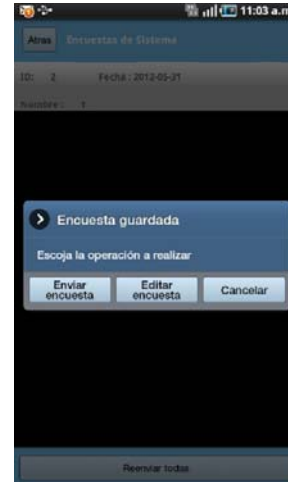 11:03 a.m
Atras Encuestas de Sistema
ID: 2 Fecha : 2012-05-21
Nombre : 1
Encuesta guardada
Escoja la operación a realizar
Enviar encuesta
Editar encuesta
Cancelar
Reenviar todas